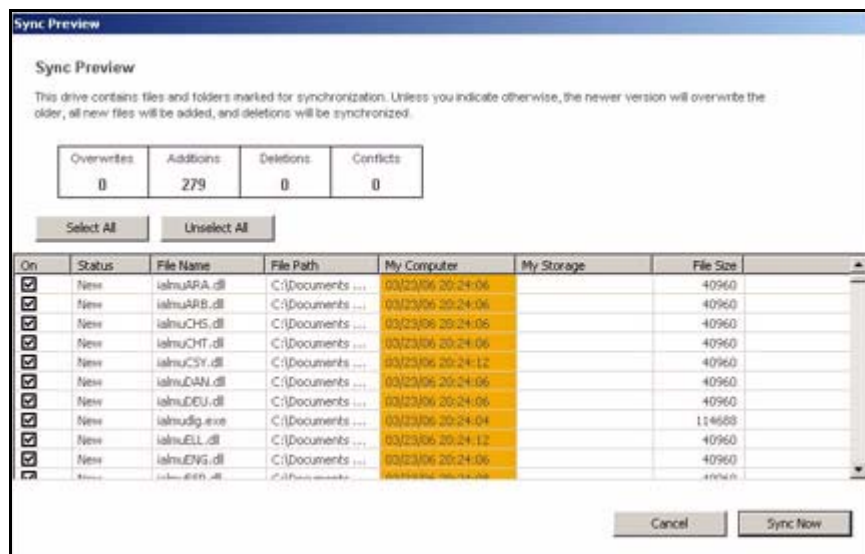 Sync Preview
Sync Preview
This drive contains files and folders marked for synchronization. Unless you indicate otherwise, the newer version will overwrite the
older, all new files will be added, and deletions will be synchronized.
Overwrites Additions Deletions Conflicts
0 279 0 0
Select All Unselect All
On Status File Name File Path My Computer My Storage File Size
New ialmuARA.dll C:\Documents ... 03/23/06 20:24:06 40960
New ialmuARB.dll C:\Documents ... 03/23/06 20:24:06 40960
New ialmuCHS.dll C:\Documents ... 03/23/06 20:24:06 40960
New ialmuCHT.dll C:\Documents ... 03/23/06 20:24:06 40960
New ialmuCSY.dll C:\Documents ... 03/23/06 20:24:12 40960
New ialmuDAN.dll C:\Documents ... 03/23/06 20:24:06 40960
New ialmuDEU.dll C:\Documents ... 03/23/06 20:24:06 40960
New ialmudlg.exe C:\Documents ... 03/23/06 20:24:04 114688
New ialmuELL.dll C:\Documents ... 03/23/06 20:24:12 40960
New ialmuENG.dll C:\Documents ... 03/23/06 20:24:06 40960
Cancel Sync Now